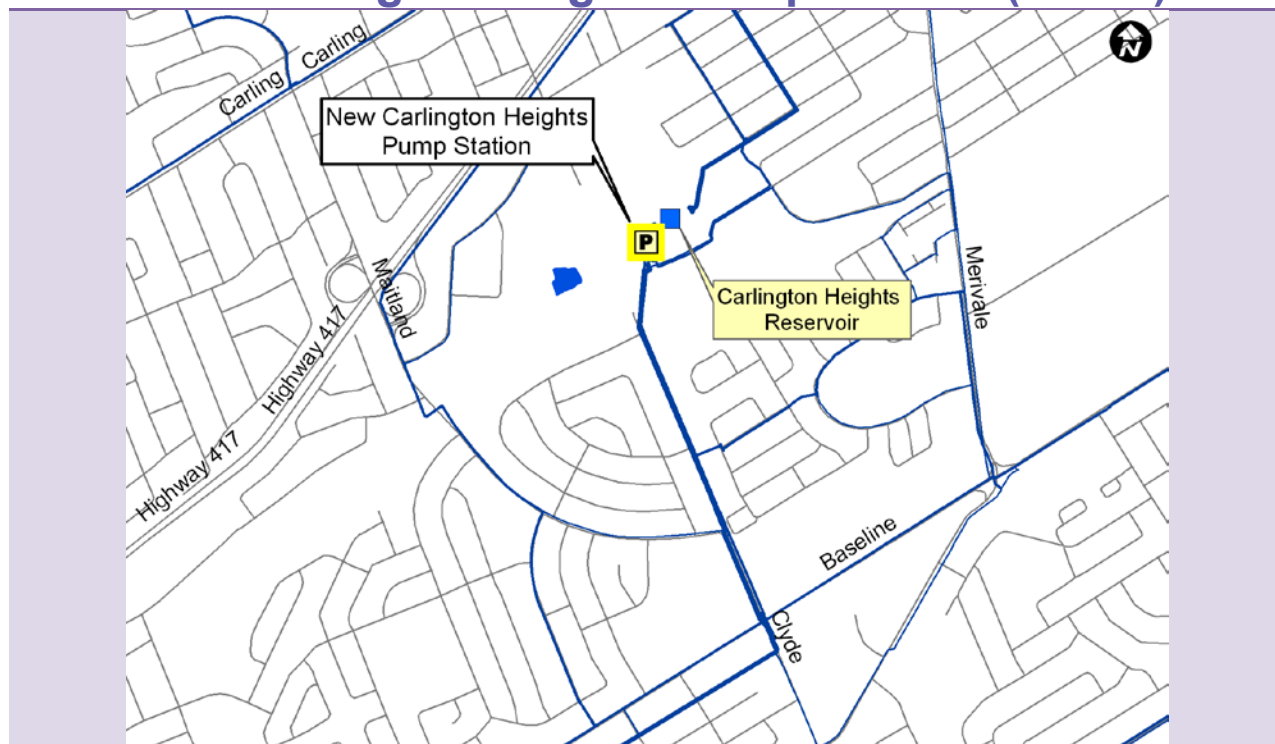 Carling
Carling
N
New Carlington Heights
Pump Station
P
Maitland
Carlington Heights
Reservoir
Merivale
Highway 417
Highway 417
Baseline
Clyde